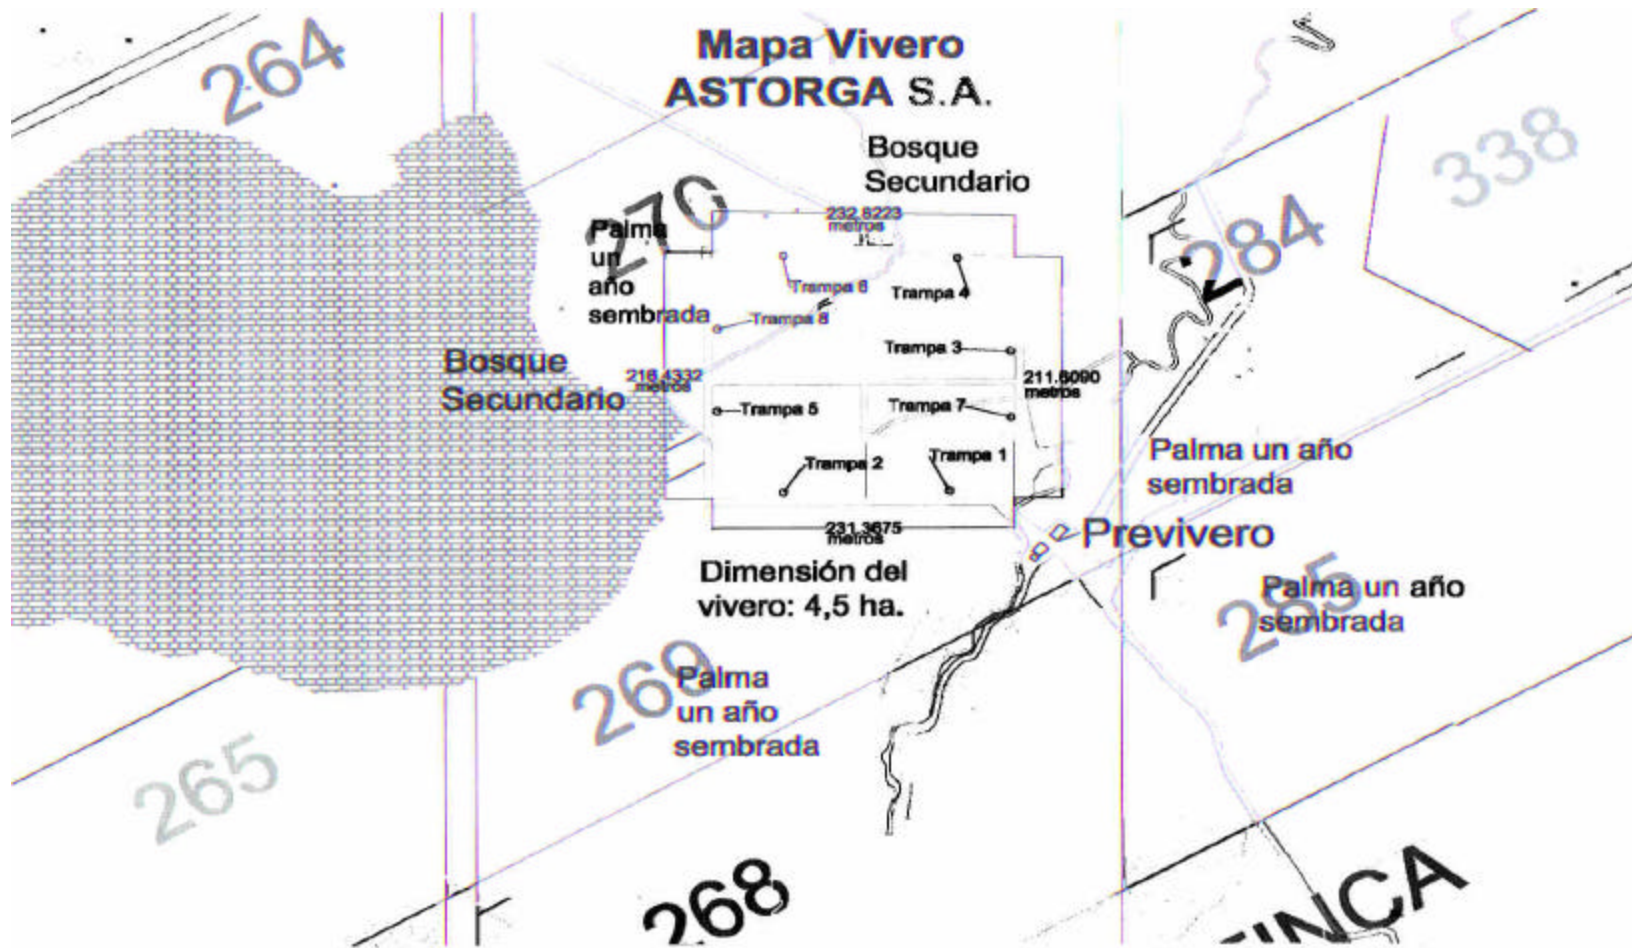 264
Mapa Vivero
ASTORGA S.A.
338
Bosque
Secundario
270
284
232.8223
metros
Palma
un
año
sembrada
Trampa 6
Trampa 4
Trampa 8
Trampa 3
Bosque
Secundario
metros
211.6090
metros
Trampa 5
Trampa 7
Trampa 2
Trampa 1
Palma un año
sembrada
231.3675
metros
Previvero
Dimensión del
vivero: 4,5 ha.
285
Palma un año
sembrada
269
Palma
un año
sembrada
265
268